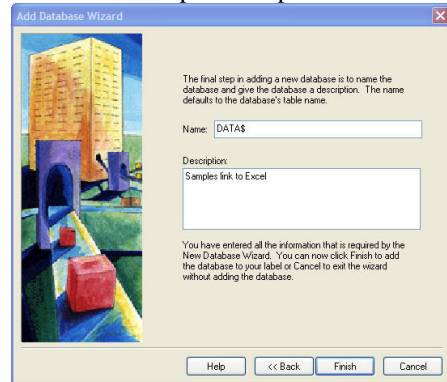 Add Database Wizard
The final step in adding a new database is to name the
database and give the database a description. The name
defaults to the database's table name.
Name: DATA$
Description:
Samples link to Excel
You have entered all the information that is required by the
New Database Wizard. You can now click Finish to add
the database to your label or Cancel to exit the wizard
without adding the database.
Help
<< Back
Finish
Cancel